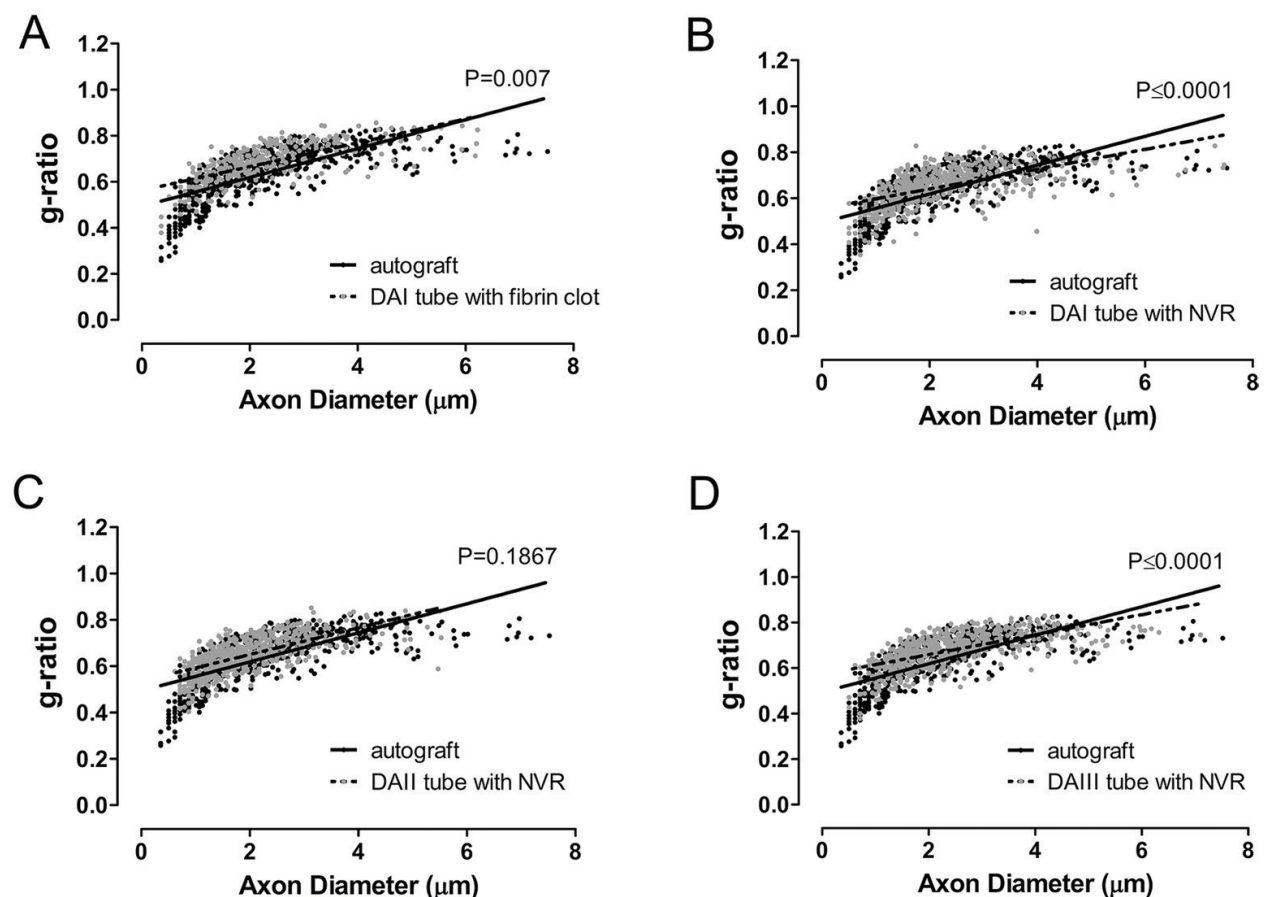 A
1.2
1.0
0.8
0.6
0.4
0.2
0.0
g-ratio
P=0.007
autograft
DAI tube with fibrin clot
0 2 4 6 8
Axon Diameter (μm)
B
1.2
1.0
0.8
0.6
0.4
0.2
0.0
g-ratio
P≤0.0001
autograft
DAI tube with NVR
0 2 4 6 8
Axon Diameter (μm)
C
1.2
1.0
0.8
0.6
0.4
0.2
0.0
g-ratio
P=0.1867
autograft
DAII tube with NVR
0 2 4 6 8
Axon Diameter (μm)
D
1.2
1.0
0.8
0.6
0.4
0.2
0.0
g-ratio
P≤0.0001
autograft
DAIII tube with NVR
0 2 4 6 8
Axon Diameter (μm)